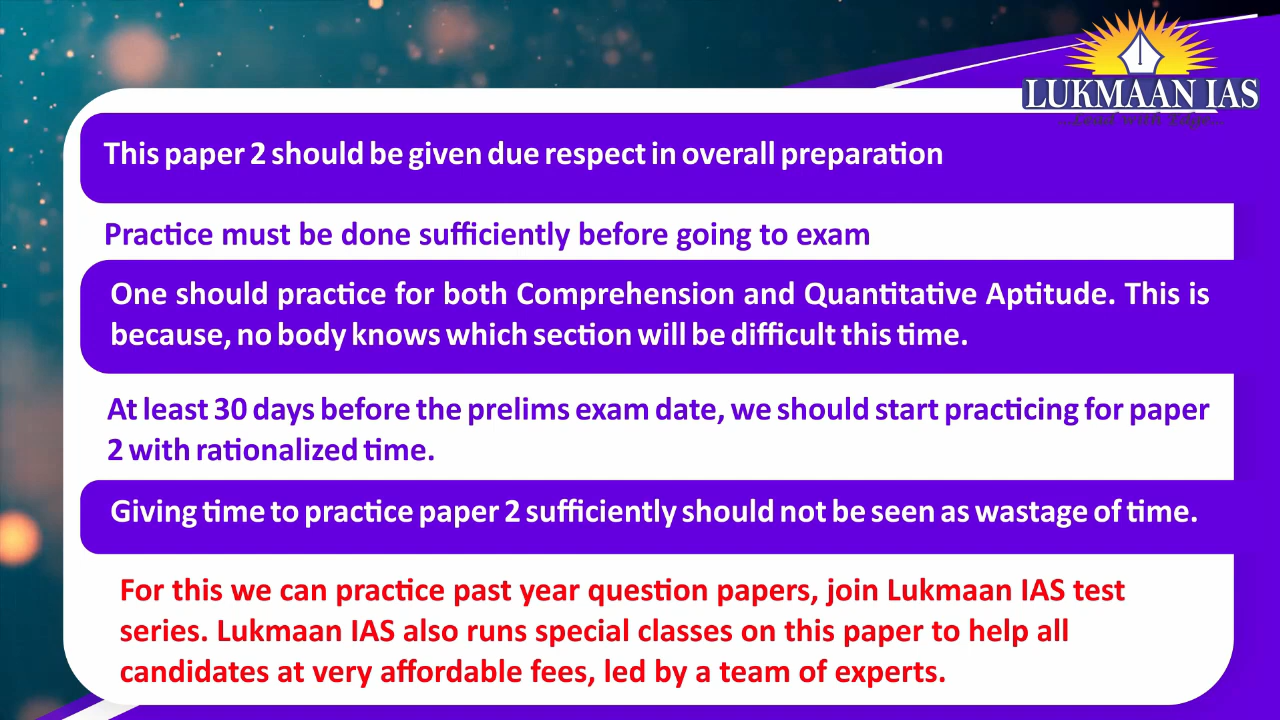 LUKMAAN IAS
...Lead with Edge...
This paper 2 should be given due respect in overall preparation
Practice must be done sufficiently before going to exam
One should practice for both Comprehension and Quantitative Aptitude. This is
because, no body knows which section will be difficult this time.
At least 30 days before the prelims exam date, we should start practicing for paper
2 with rationalized time.
Giving time to practice paper 2 sufficiently should not be seen as wastage of time.
For this we can practice past year question papers, join Lukmaan IAS test
series. Lukmaan IAS also runs special classes on this paper to help all
candidates at very affordable fees, led by a team of experts.